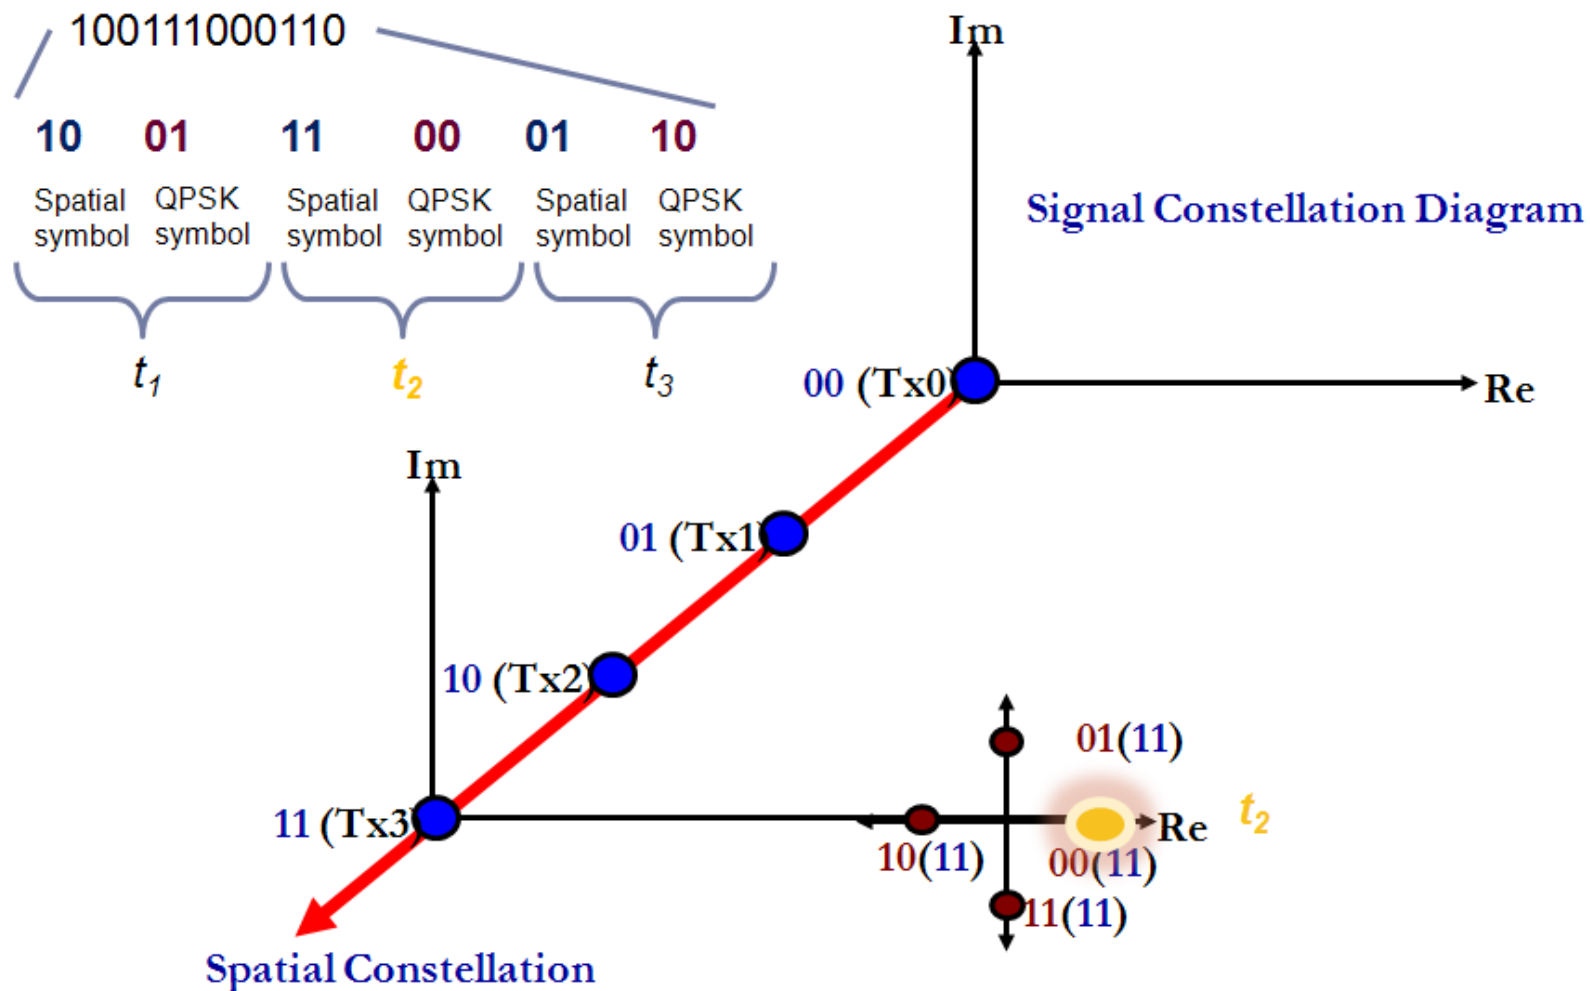 100111000110
10 01 11 00 01 10
Spatial symbol
QPSK symbol
Spatial symbol
QPSK symbol
Spatial symbol
QPSK symbol
t1
t2
t3
Im
Signal Constellation Diagram
00 (Tx0)
Re
Im
01 (Tx1)
10 (Tx2)
01(11)
11 (Tx3)
Re
t2
10(11)
00(11)
11(11)
Spatial Constellation